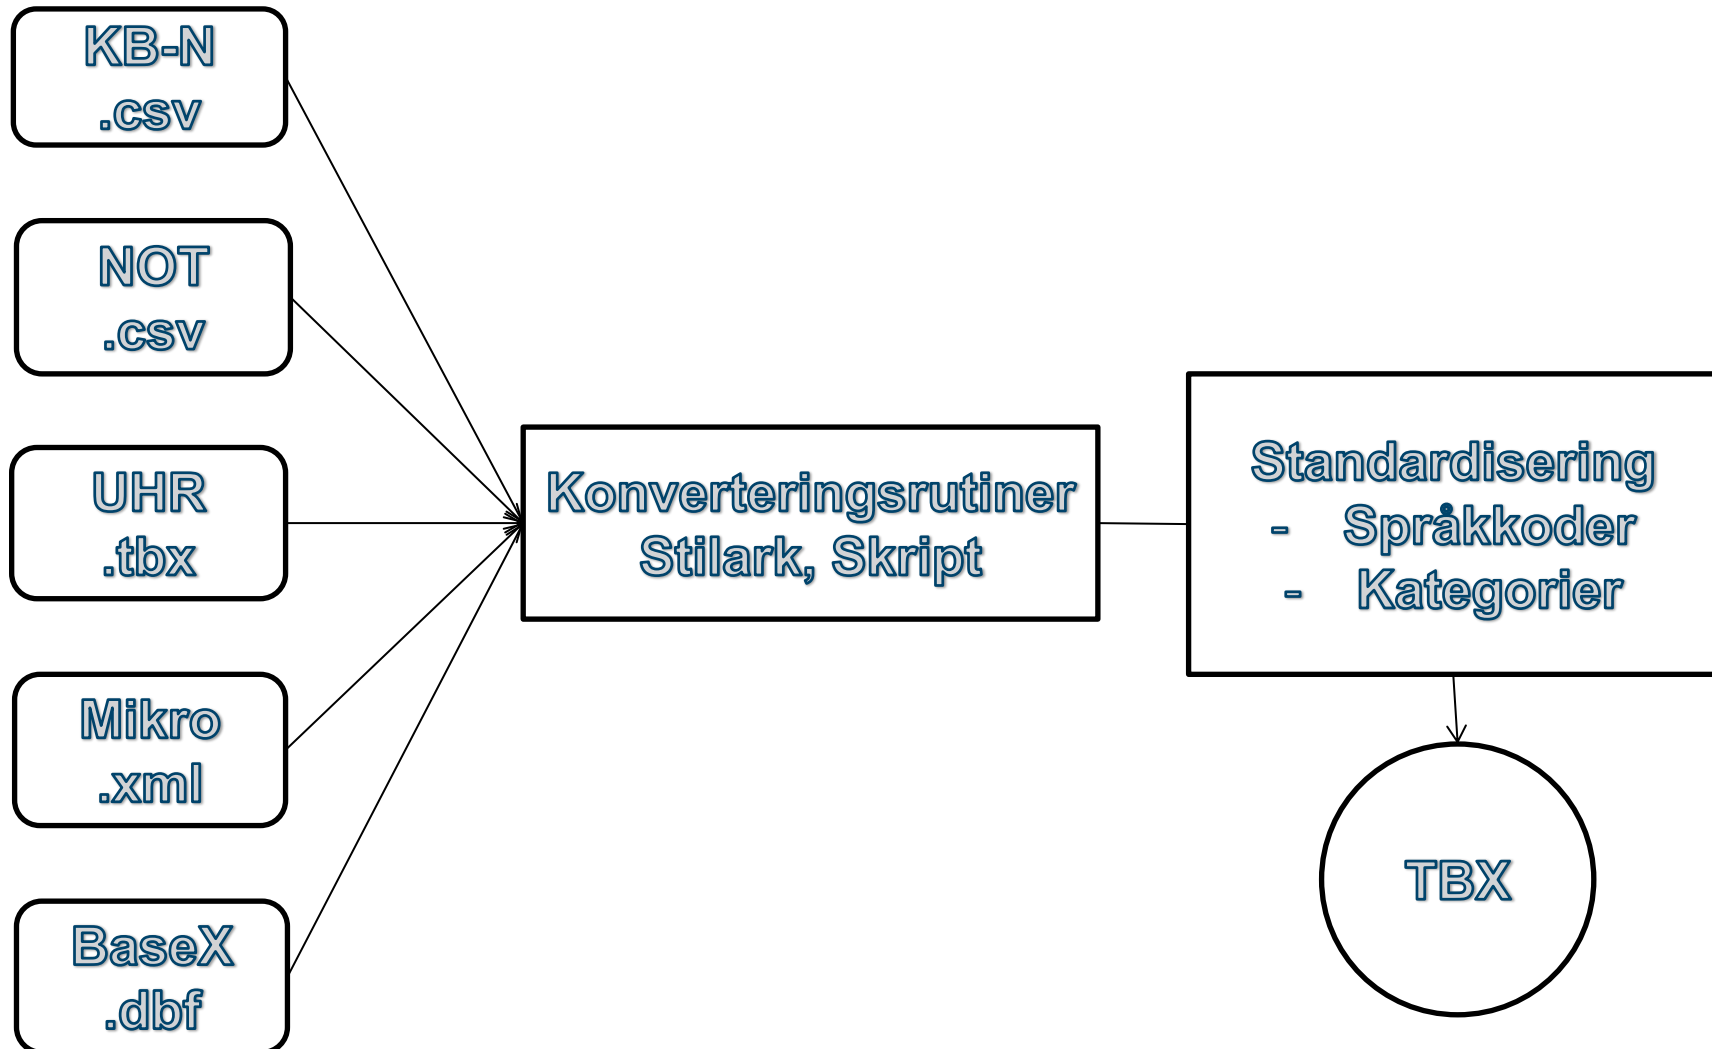 KB-N
.csv
NOT
.csv
UHR
.tbx
Mikro
.xml
BaseX
.dbf
Konverteringsrutiner
Stilark, Skript
Standardisering
- Språkkoder
- Kategorier
TBX